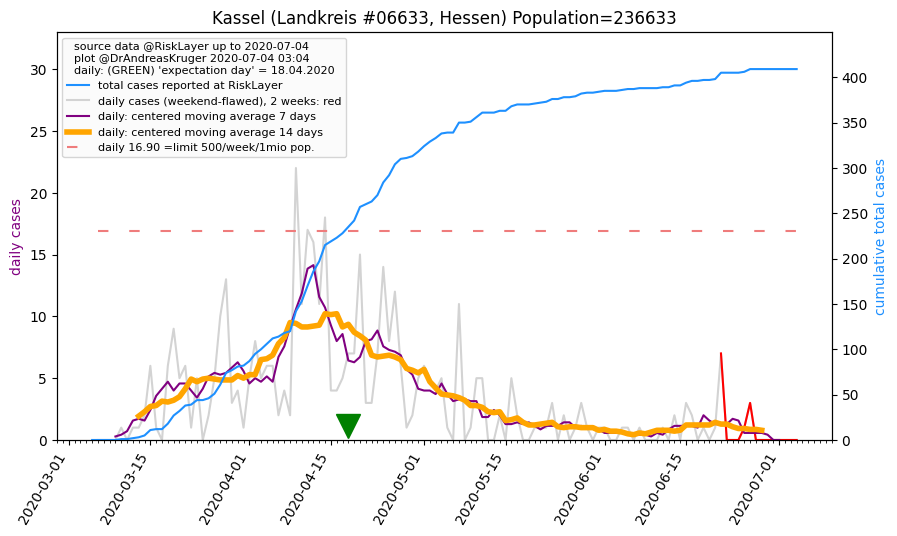 Kassel (Landkreis #06633, Hessen) Population=236633
source data @RiskLayer up to 2020-07-04
plot @DrAndreasKruger 2020-07-04 03:04
daily: (GREEN) 'expectation day' = 18.04.2020
total cases reported at RiskLayer
daily cases (weekend-flawed), 2 weeks: red
daily: centered moving average 7 days
daily: centered moving average 14 days
daily 16.90 =limit 500/week/1mio pop.
daily cases
30
25
20
15
10
5
0
cumulative total cases
400
350
300
250
200
150
100
50
0
2020-03-01
2020-03-15
2020-04-01
2020-04-15
2020-05-01
2020-05-15
2020-06-01
2020-06-15
2020-07-01